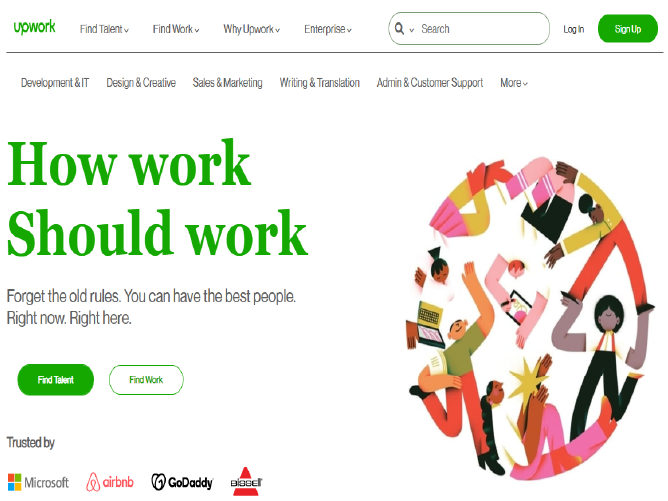 upwork Find Talent Find Work Why Upwork Enterprise Search Log In Sign Up
Development & IT Design & Creative Sales & Marketing Writing & Translation Admin & Customer Support More
How work
Should work
Forget the old rules. You can have the best people.
Right now. Right here.
Find Talent Find Work
Trusted by
Microsoft airbnb GoDaddy BISSELL